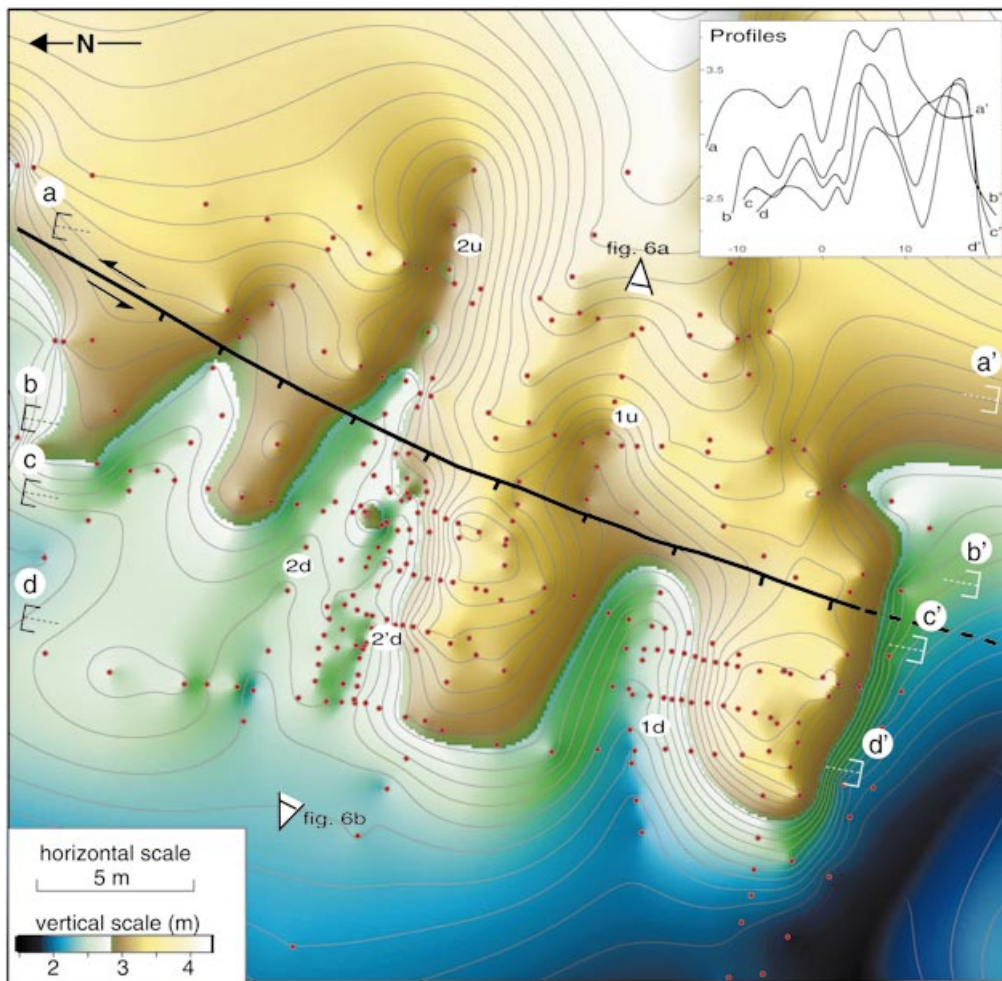 N
Profiles
3.5
2.5
-10
0
10
a
b
c
d
a'
b'
c'
d'
a
2u
fig. 6a
a'
b
1u
c
b'
d
2d
c'
2'd
1d
d'
fig. 6b
horizontal scale
5 m
vertical scale (m)
2 3 4